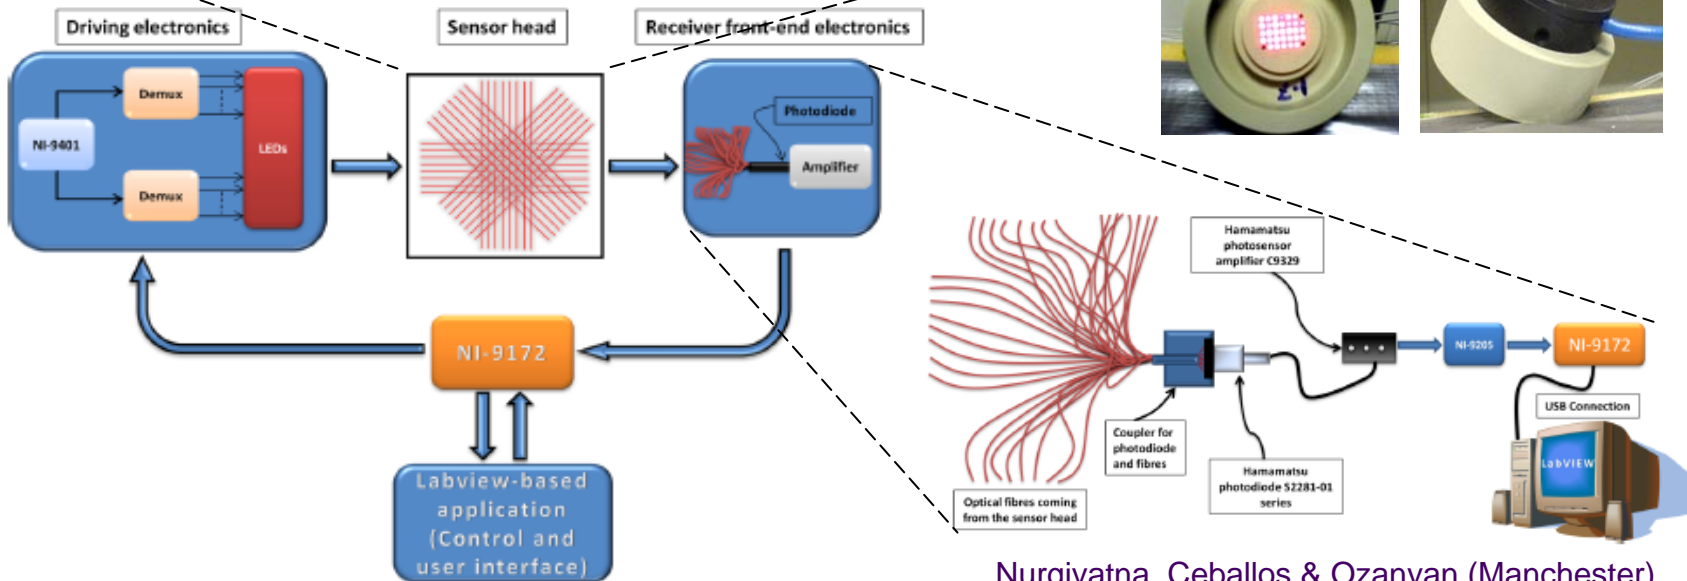 Driving electronics
Sensor head
Receiver front-end electronics
NI-9401
Demux
Demux
LEDs
Photodiode
Amplifier
NI-9172
Labview-based
application
(Control and
user interface)
Hamamatsu
photosensor
amplifier C9329
NI-9205
NI-9172
USB Connection
LabVIEW
Coupler for
photodiode
and fibres
Hamamatsu
photodiode S2281-01
series
Optical fibres coming
from the sensor head
Nurgiyatna, Ceballos & Ozanyan (Manchester)